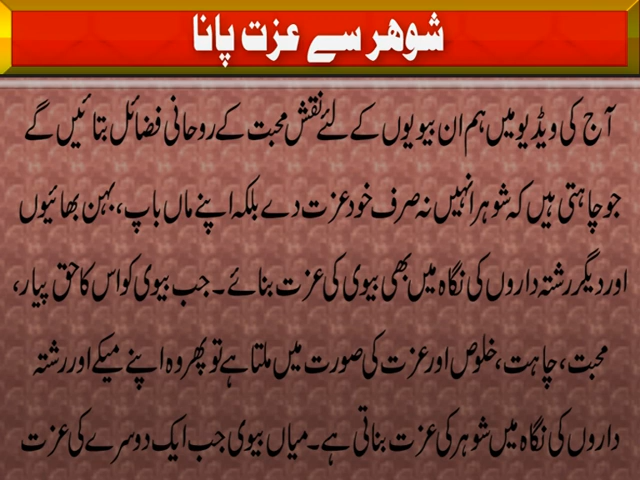 شوہر سے عزت پانا
آج کی ویڈیو میں ہم ان بیویوں کے لئے نقش محبت کے روحانی فضائل بتائیں گے
جو چاہتی ہیں کہ شوہر انہیں نہ صرف خود عزت دے بلکہ اپنے ماں باپ، بہن بھائیوں
اور دیگر رشتہ داروں کی نگاہ میں بھی بیوی کی عزت بنائے۔ جب بیوی کو اس کا حق پیار،
محبت، چاہت، خلوص اور عزت کی صورت میں ملتا ہے تو پھر وہ اپنے میکے اور رشتہ
داروں کی نگاہ میں شوہر کی عزت بناتی ہے۔ میاں بیوی جب ایک دوسرے کی عزت